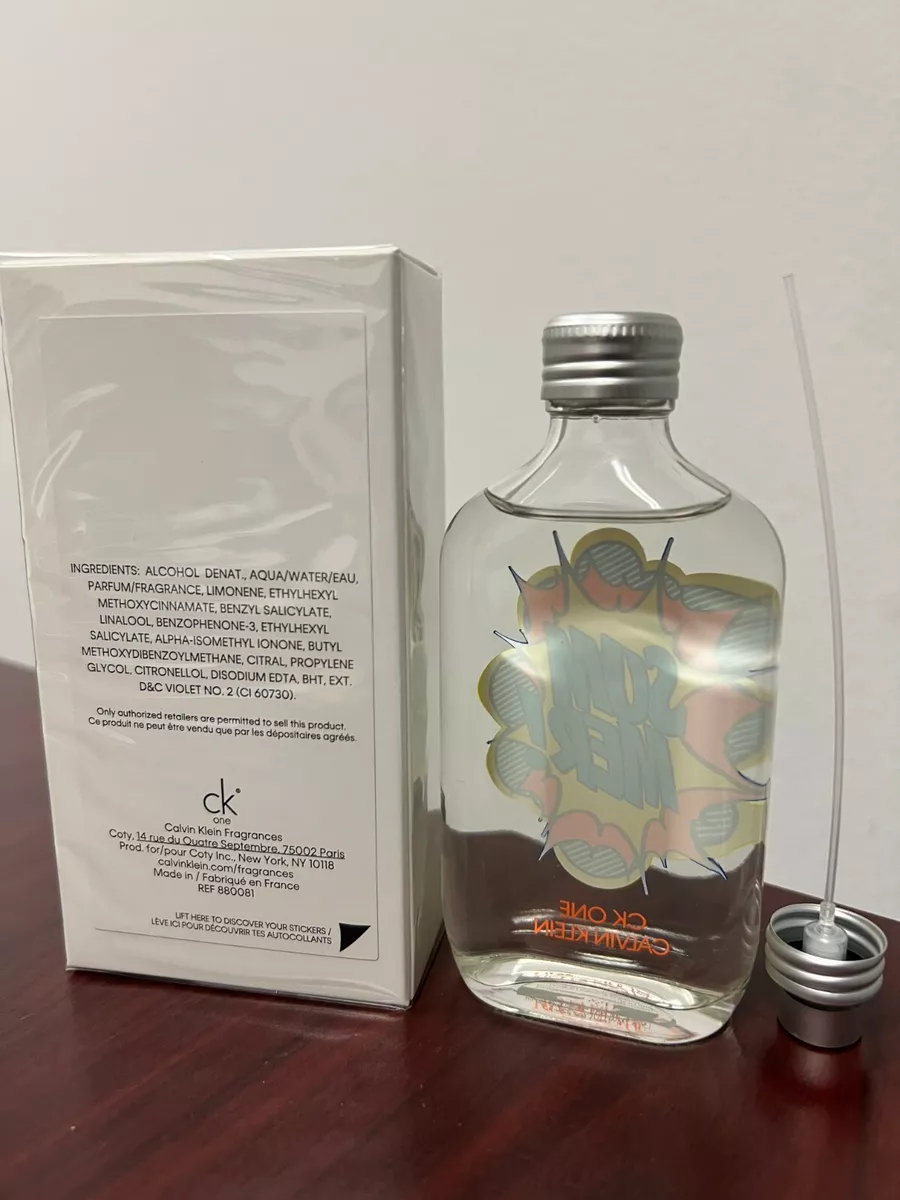 INGREDIENTS: ALCOHOL DENAT., AQUA/WATER/EAU,
PARFUM/FRAGRANCE, LIMONENE, ETHYLHEXYL
METHOXYCINNAMATE, BENZYL SALICYLATE,
LINALOOL, BENZOPHENONE-3, ETHYLHEXYL
SALICYLATE, ALPHA-ISOMETHYL IONONE, BUTYL
METHOXYDIBENZOYLMETHANE, CITRAL, PROPYLENE
GLYCOL, CITRONELLOL, DISODIUM EDTA, BHT, EXT.
D&C VIOLET NO. 2 (CI 60730).
Only authorized retailers are permitted to sell this product.
Ce produit ne peut être vendu que par les dépositaires agréés.
ck®
one
Calvin Klein Fragrances
Coty, 14 rue du Quatre Septembre, 75002 Paris
Prod. for/pour Coty Inc., New York, NY 10118
calvinklein.com/fragrances
Made in / Fabriqué en France
REF 880081
LIFT HERE TO DISCOVER YOUR STICKERS /
LÈVE ICI POUR DÉCOUVRIR TES AUTOCOLLANTS
SUM
MER
CK ONE
CALVIN KLEIN